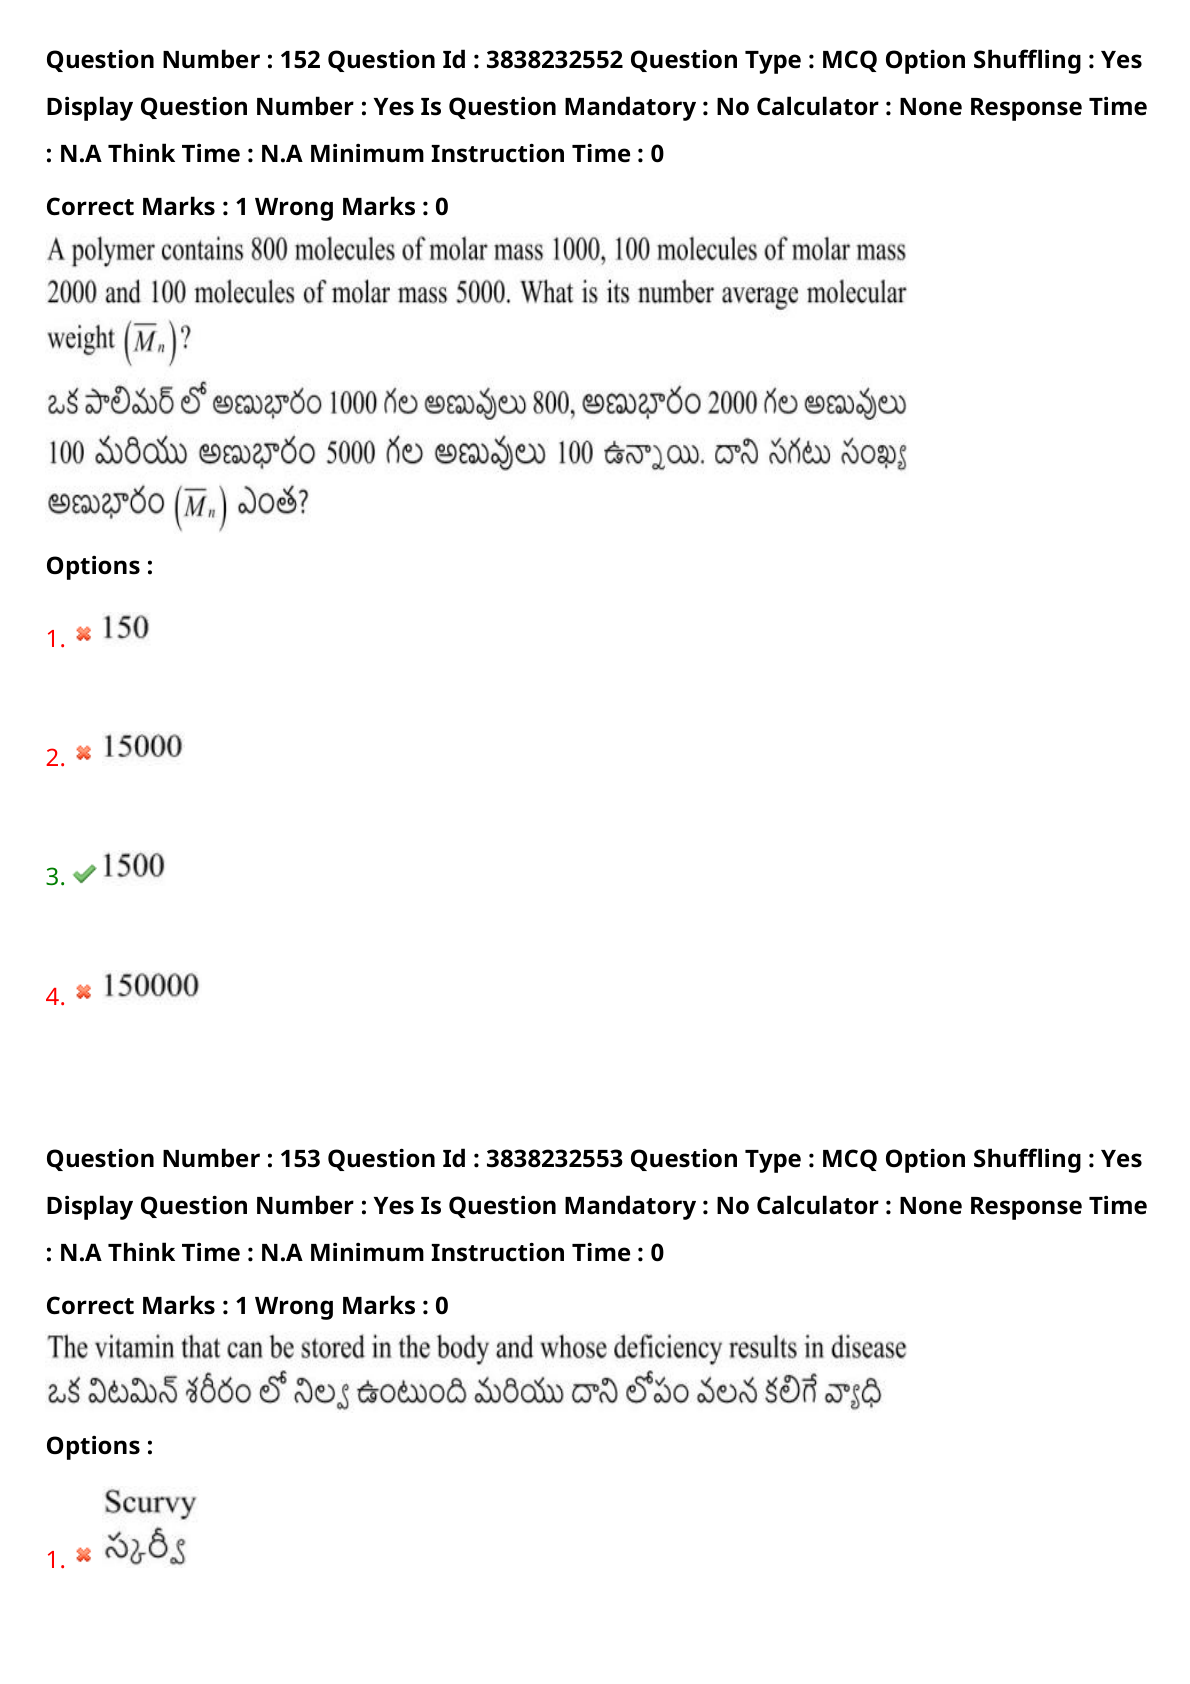 Question Number : 152 Question Id : 3838232552 Question Type : MCQ Option Shuffling : Yes
Display Question Number : Yes Is Question Mandatory : No Calculator : None Response Time
: N.A Think Time : N.A Minimum Instruction Time : 0
Correct Marks : 1 Wrong Marks : 0
A polymer contains 800 molecules of molar mass 1000, 100 molecules of molar mass
2000 and 100 molecules of molar mass 5000. What is its number average molecular
weight (M̅ₙ)?
ఒక పాలిమర్ లో అణుభారం 1000 గల అణువులు 800, అణుభారం 2000 గల అణువులు
100 మరియు అణుభారం 5000 గల అణువులు 100 ఉన్నాయి. దాని సగటు సంఖ్య
అణుభారం (M̅ₙ) ఎంత?
Options :
1. 150
2. 15000
3. 1500
4. 150000
Question Number : 153 Question Id : 3838232553 Question Type : MCQ Option Shuffling : Yes
Display Question Number : Yes Is Question Mandatory : No Calculator : None Response Time
: N.A Think Time : N.A Minimum Instruction Time : 0
Correct Marks : 1 Wrong Marks : 0
The vitamin that can be stored in the body and whose deficiency results in disease
ఒక విటమిన్ శరీరం లో నిల్వ ఉంటుంది మరియు దాని లోపం వలన కలిగే వ్యాధి
Options :
Scurvy
1. స్కర్వీ